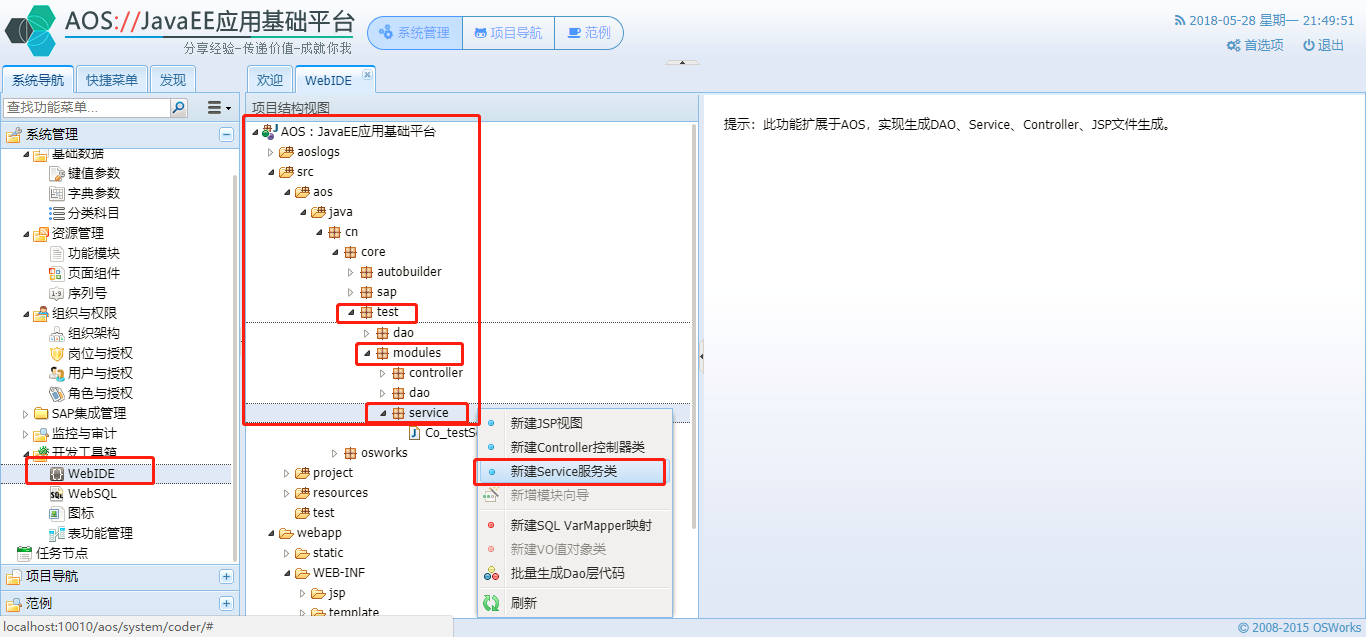 AOS://JavaEE应用基础平台
分享经验-传递价值-成就你我
系统管理
项目导航
范例
2018-05-28 星期一 21:49:51
首选项
退出
系统导航
快捷菜单
发现
欢迎
WebIDE
查找功能菜单...
系统管理
基础数据
键值参数
字典参数
分类科目
资源管理
功能模块
页面组件
序列号
组织与权限
组织架构
岗位与授权
用户与授权
角色与授权
SAP集成管理
监控与审计
开发工具箱
WebIDE
WebSQL
图标
表功能管理
任务节点
项目导航
范例
项目结构视图
AOS：JavaEE应用基础平台
aoslogs
src
aos
java
cn
core
autobuilder
sap
test
dao
modules
controller
dao
service
Co_testSe
osworks
project
resources
test
webapp
static
WEB-INF
jsp
template
新建JSP视图
新建Controller控制器类
新建Service服务类
新增模块向导
新建SQL VarMapper映射
新建VO值对象类
批量生成Dao层代码
刷新
提示：此功能扩展于AOS，实现生成DAO、Service、Controller、JSP文件生成。
localhost:10010/aos/system/coder/#
© 2008-2015 OSWorks